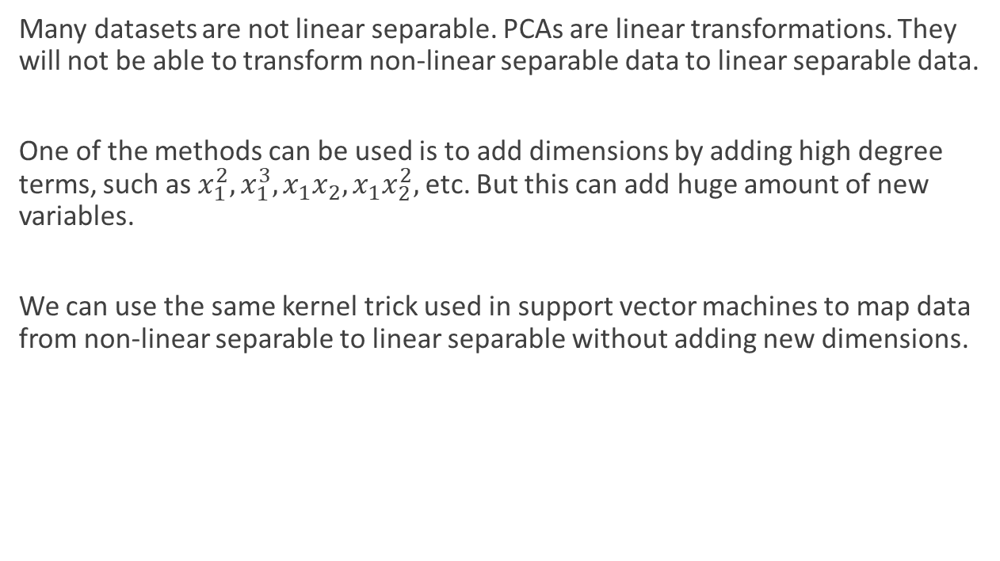 Many datasets are not linear separable. PCAs are linear transformations. They
will not be able to transform non-linear separable data to linear separable data.
One of the methods can be used is to add dimensions by adding high degree
terms, such as $x_1^2, x_1^3, x_1x_2, x_1x_2^2$, etc. But this can add huge amount of new
variables.
We can use the same kernel trick used in support vector machines to map data
from non-linear separable to linear separable without adding new dimensions.